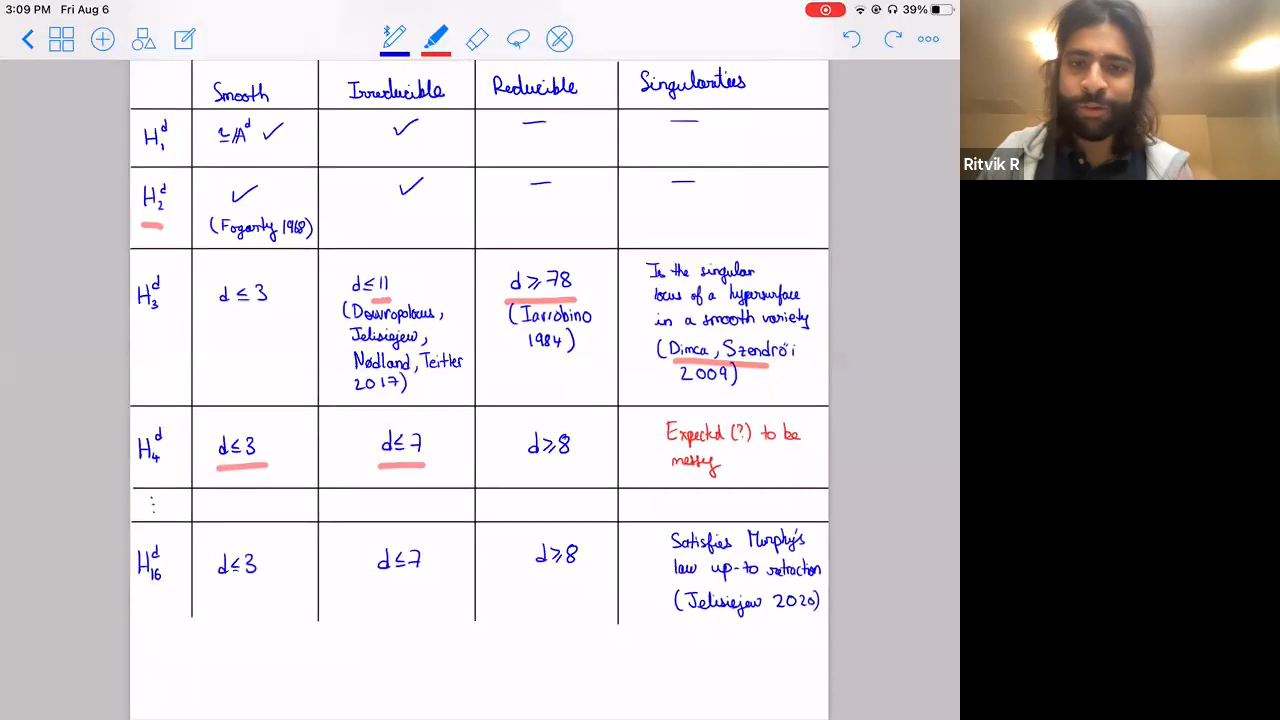 3:09 PM Fri Aug 6
39%
Smooth Irreducible Reducible Singularities
H₁ᵈ ≅ 𝔸ᵈ ✓ ✓ — —
H₂ᵈ ✓ ✓ — —
(Fogarty 1968)
H₃ᵈ d ≤ 3
d ≤ 11
(Douvropolous,
Jelisiejew,
Nødland, Teitler
2017)
d ≥ 78
(Iarrobino
1984)
Is the singular
locus of a hypersurface
in a smooth variety
(Dimca, Szendrői
2009)
H₄ᵈ d ≤ 3 d ≤ 7 d ≥ 8
Expected (?) to be
messy
⋮
H₁₆ᵈ d ≤ 3 d ≤ 7 d ≥ 8
Satisfies Murphy's
law up-to retraction
(Jelisiejew 2020)
Ritvik R